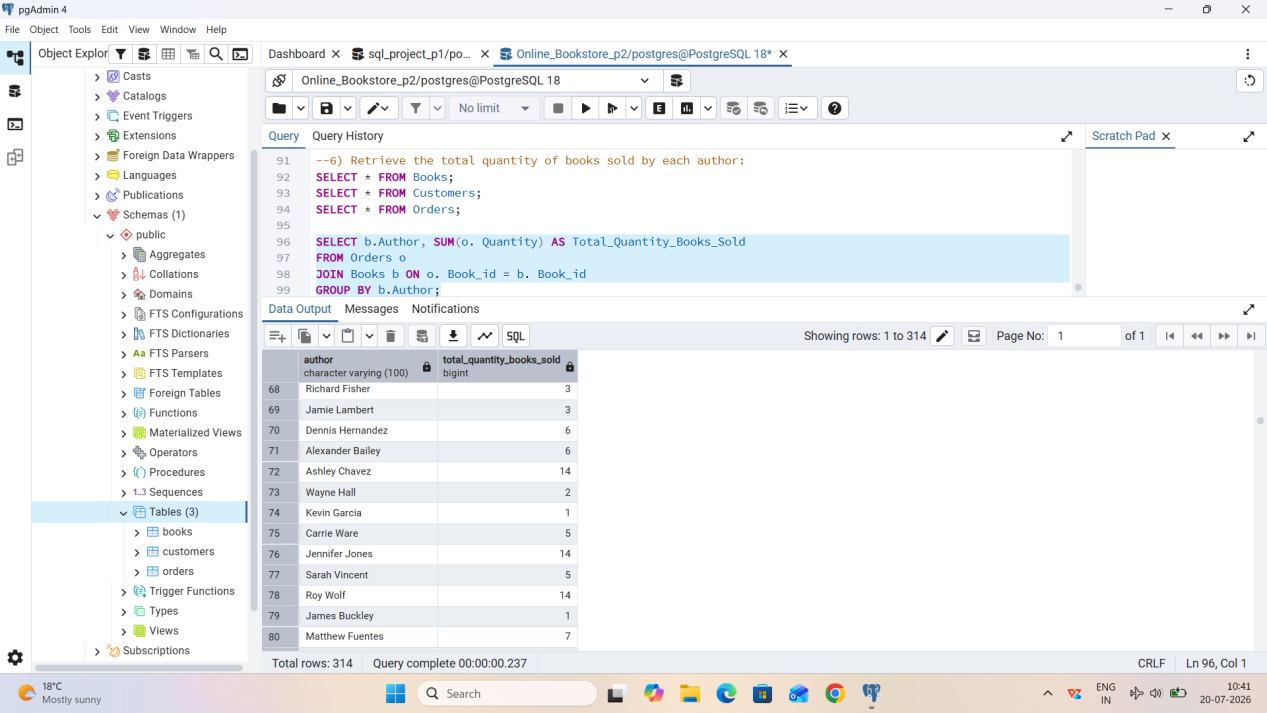 pgAdmin 4
File Object Tools Edit View Window Help
Object Explor
Dashboard
sql_project_p1/po...
Online_Bookstore_p2/postgres@PostgreSQL 18*
Online_Bookstore_p2/postgres@PostgreSQL 18
No limit
E
Query Query History
Scratch Pad
Casts
Catalogs
Event Triggers
Extensions
Foreign Data Wrappers
Languages
Publications
Schemas (1)
public
Aggregates
Collations
Domains
FTS Configurations
FTS Dictionaries
Aa FTS Parsers
FTS Templates
Foreign Tables
Functions
Materialized Views
Operators
Procedures
1..3 Sequences
Tables (3)
books
customers
orders
Trigger Functions
Types
Views
Subscriptions
91 --6) Retrieve the total quantity of books sold by each author:
92 SELECT * FROM Books;
93 SELECT * FROM Customers;
94 SELECT * FROM Orders;
95
96 SELECT b.Author, SUM(o. Quantity) AS Total_Quantity_Books_Sold
97 FROM Orders o
98 JOIN Books b ON o. Book_id = b. Book_id
99 GROUP BY b.Author;
Data Output Messages Notifications
SQL
Showing rows: 1 to 314
Page No: 1 of 1
author total_quantity_books_sold
character varying (100) bigint
68 Richard Fisher 3
69 Jamie Lambert 3
70 Dennis Hernandez 6
71 Alexander Bailey 6
72 Ashley Chavez 14
73 Wayne Hall 2
74 Kevin Garcia 1
75 Carrie Ware 5
76 Jennifer Jones 14
77 Sarah Vincent 5
78 Roy Wolf 14
79 James Buckley 1
80 Matthew Fuentes 7
Total rows: 314 Query complete 00:00:00.237 CRLF Ln 96, Col 1
18°C
Mostly sunny
Search
ENG
IN
10:41
20-07-2026